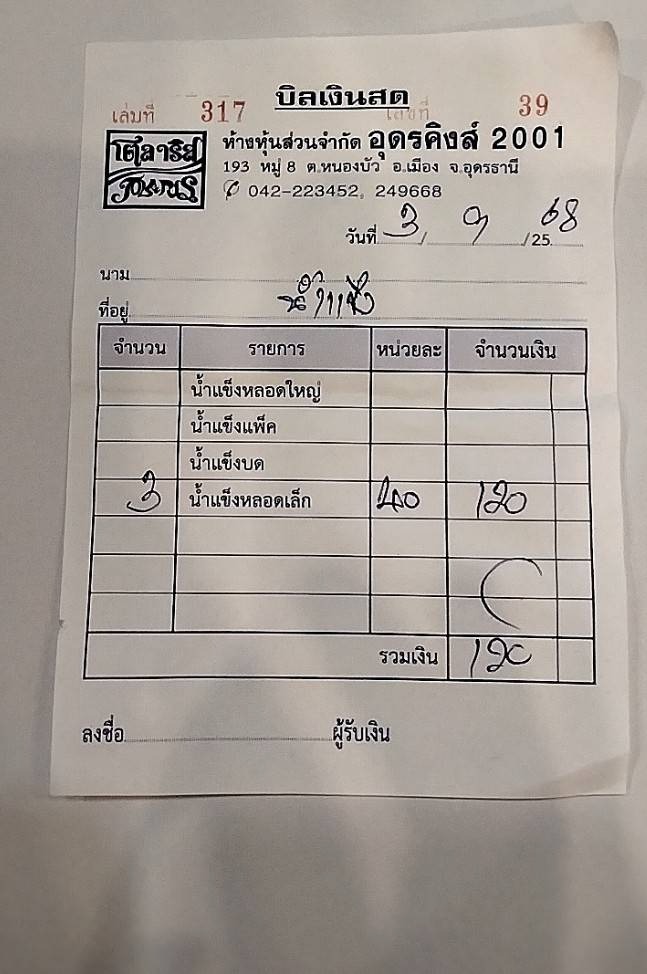 บิลเงินสด
เล่มที่ 317 เลขที่ 39
ห้างหุ้นส่วนจำกัด อุดรคิงส์ 2001
193 หมู่ 8 ต.หนองบัว อ.เมือง จ.อุดรธานี
042-223452, 249668
วันที่ 3 / 9 / 2568
นาม
ที่อยู่ น้ำแข็ง
จำนวน รายการ หน่วยละ จำนวนเงิน
น้ำแข็งหลอดใหญ่
น้ำแข็งแพ็ค
น้ำแข็งบด
3 น้ำแข็งหลอดเล็ก 40 120
รวมเงิน 120
ลงชื่อ ผู้รับเงิน